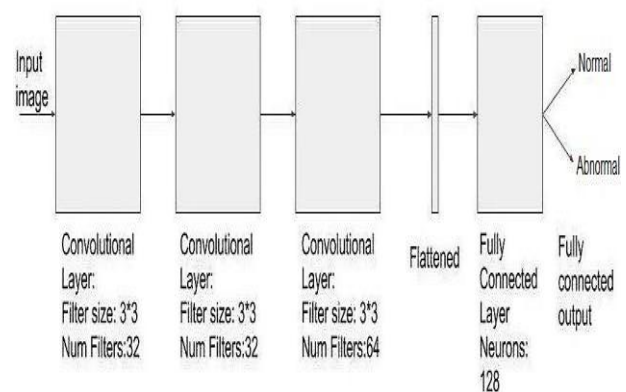 Input
image
Normal
Abnormal
Convolutional
Layer:
Filter size: 3*3
Num Filters:32
Convolutional
Layer:
Filter size: 3*3
Num Filters:32
Convolutional
Layer:
Filter size: 3*3
Num Filters:64
Flattened
Fully
Connected
Layer
Neurons:
128
Fully
connected
output